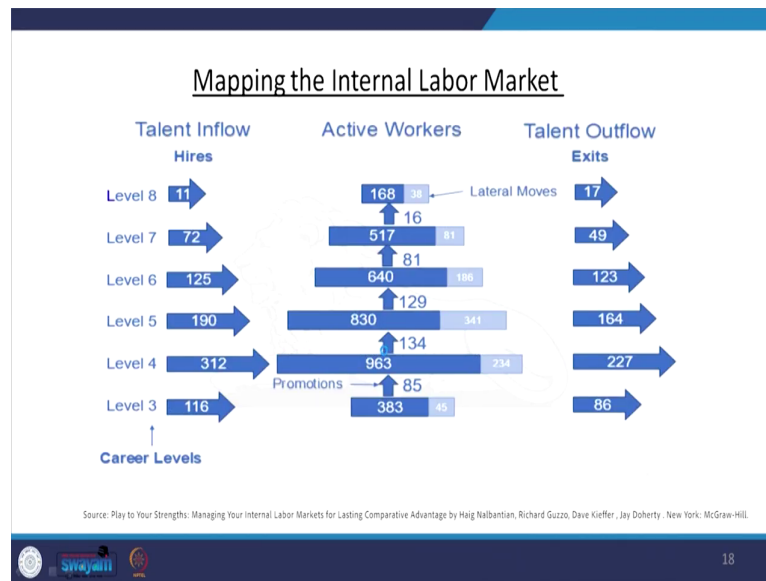 Mapping the Internal Labor Market
Talent Inflow Active Workers Talent Outflow
Hires Exits
Level 8 11 168 38 Lateral Moves 17
16
Level 7 72 517 81 49
81
Level 6 125 640 186 123
129
Level 5 190 830 341 164
134
Level 4 312 963 234 227
Promotions 85
Level 3 116 383 45 86
Career Levels
Source: Play to Your Strengths: Managing Your Internal Labor Markets for Lasting Comparative Advantage by Haig Nalbantian, Richard Guzzo, Dave Kieffer , Jay Doherty . New York: McGraw-Hill.
swayam 18